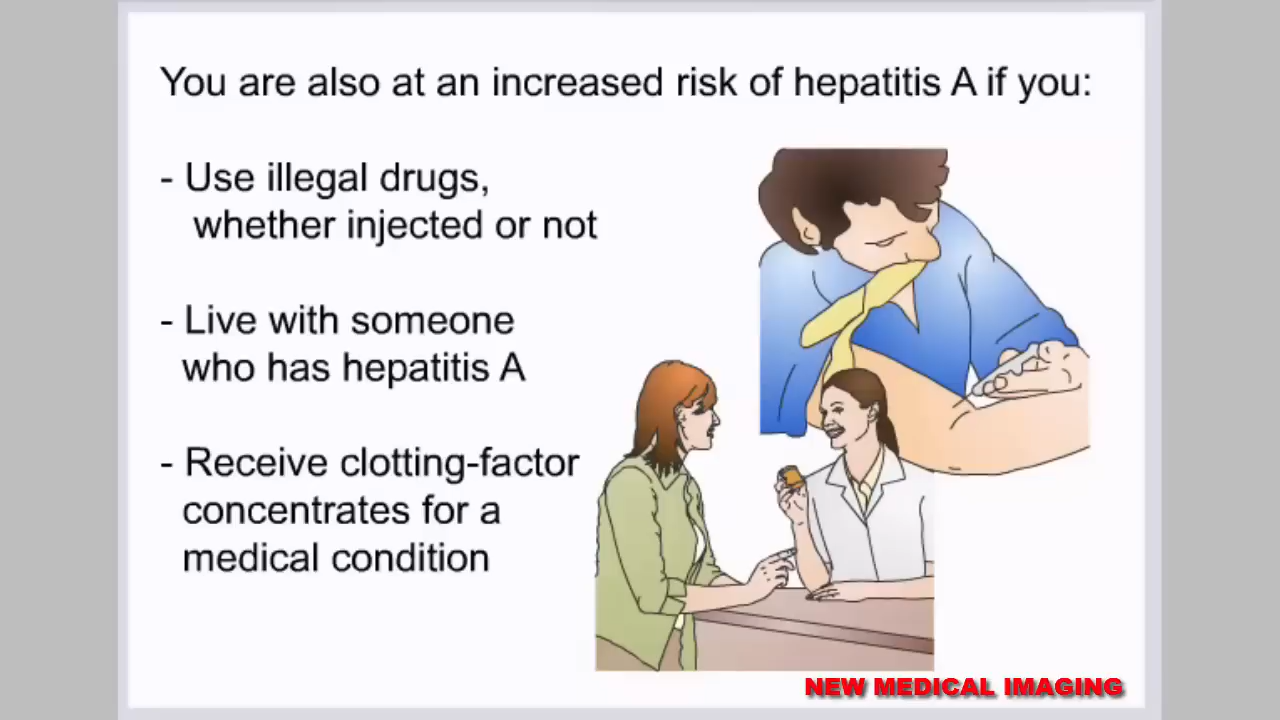 You are also at an increased risk of hepatitis A if you:
- Use illegal drugs,
whether injected or not
- Live with someone
who has hepatitis A
- Receive clotting-factor
concentrates for a
medical condition
NEW MEDICAL IMAGING